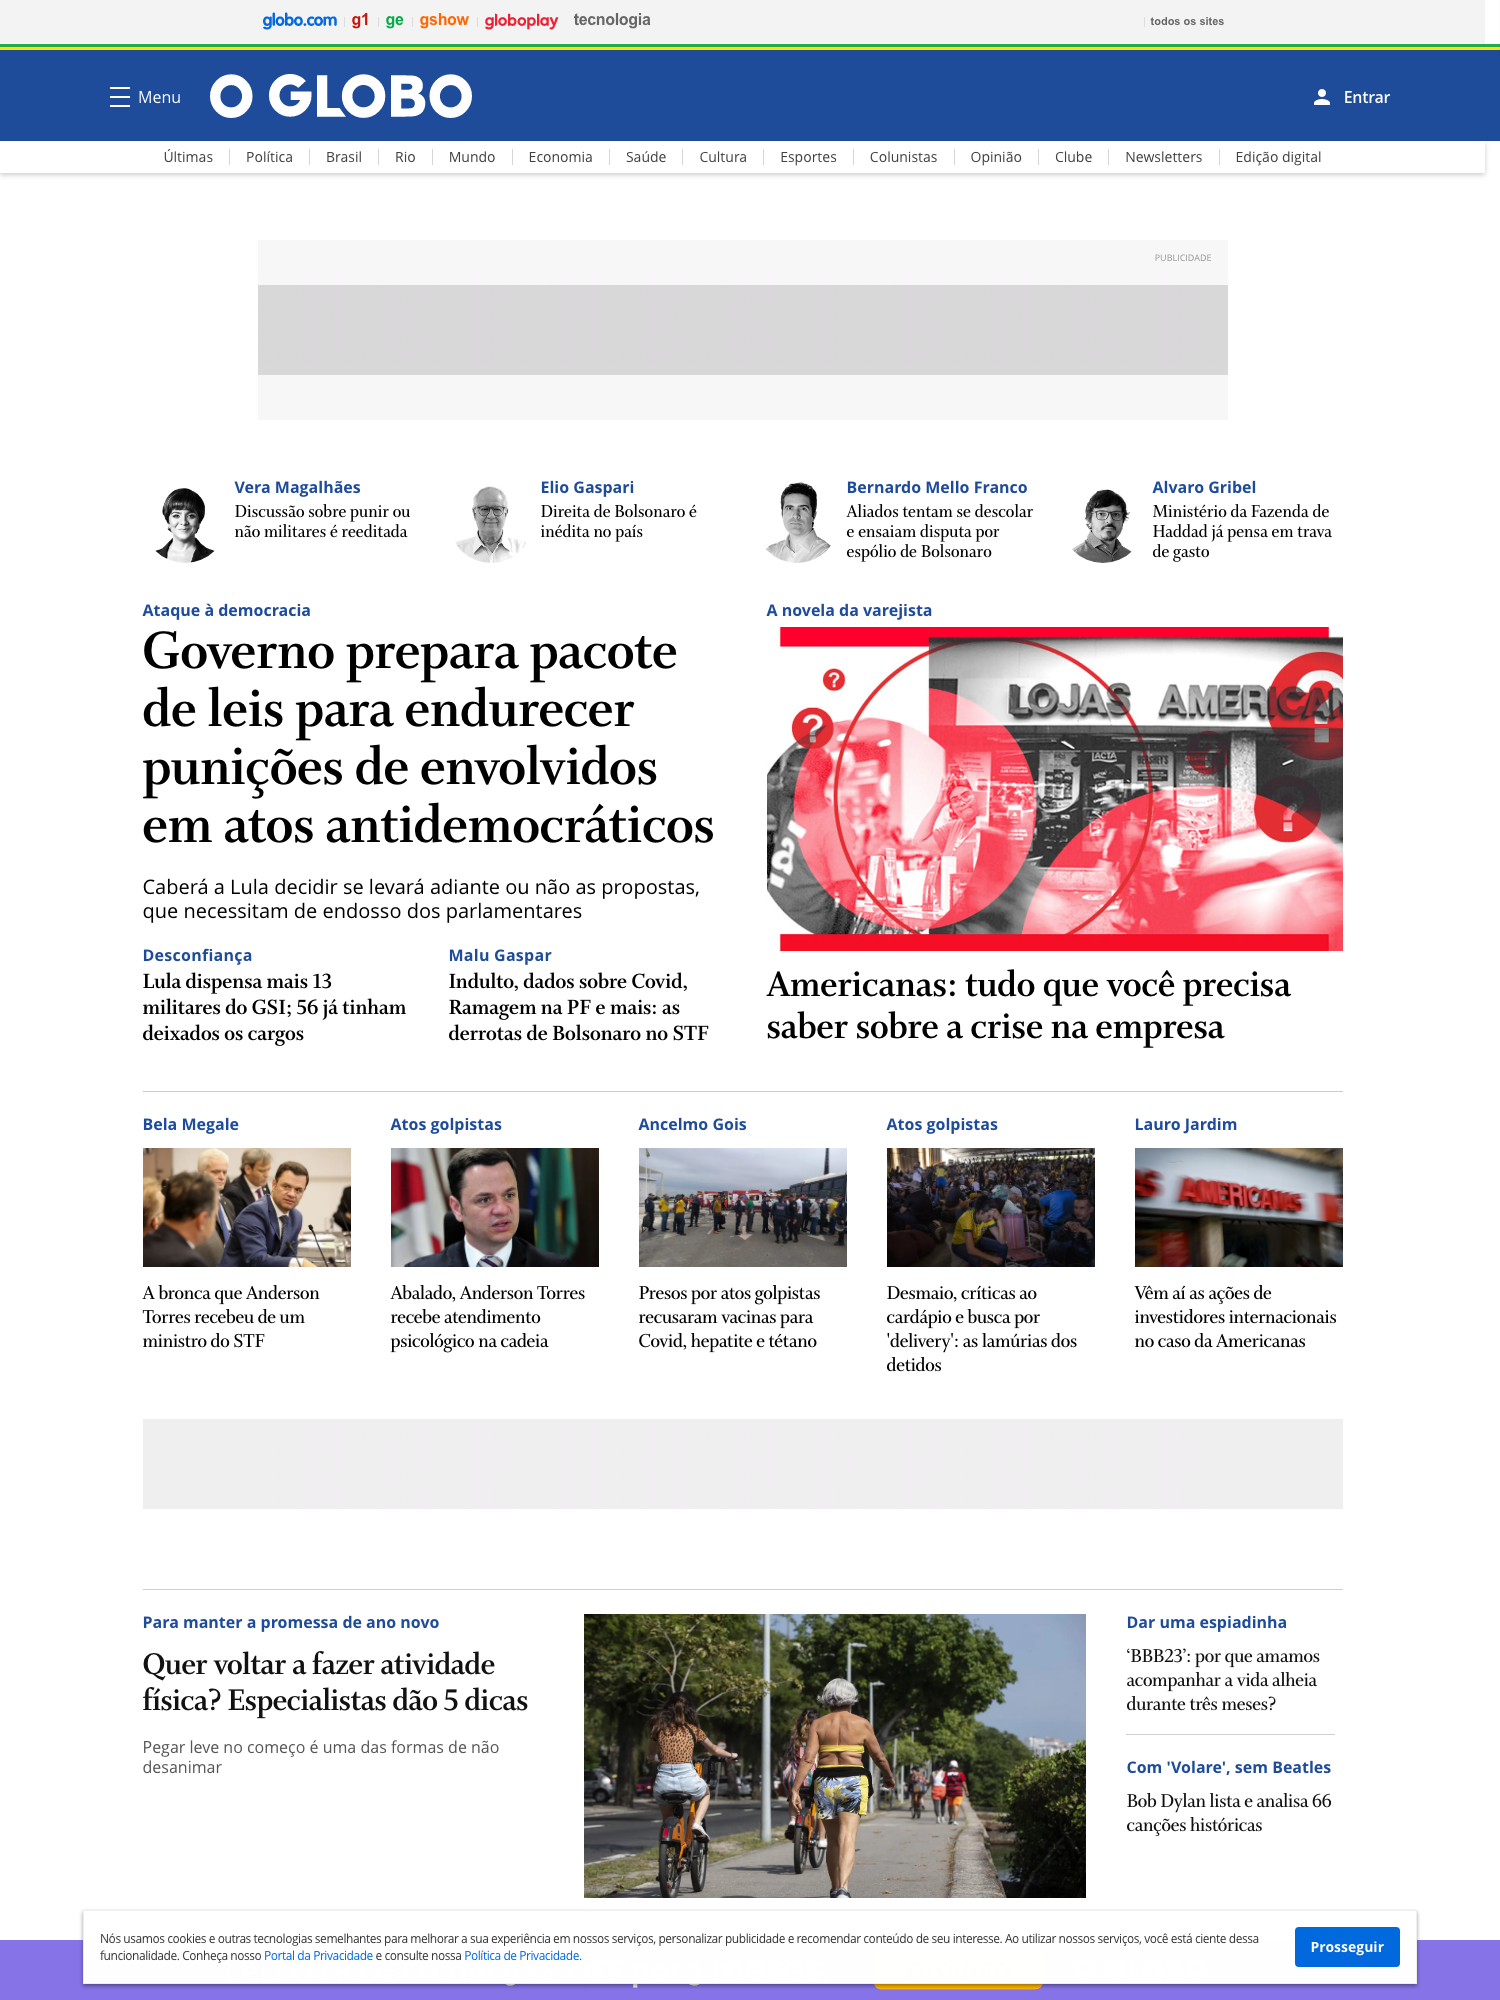 globo.com g1 ge gshow globoplay tecnologia todos os sites
Menu O GLOBO Entrar
Últimas Política Brasil Rio Mundo Economia Saúde Cultura Esportes Colunistas Opinião Clube Newsletters Edição digital
PUBLICIDADE
Vera Magalhães
Discussão sobre punir ou
não militares é reeditada
Elio Gaspari
Direita de Bolsonaro é
inédita no país
Bernardo Mello Franco
Aliados tentam se descolar
e ensaiam disputa por
espólio de Bolsonaro
Alvaro Gribel
Ministério da Fazenda de
Haddad já pensa em trava
de gasto
Ataque à democracia
Governo prepara pacote
de leis para endurecer
punições de envolvidos
em atos antidemocráticos
Caberá a Lula decidir se levará adiante ou não as propostas,
que necessitam de endosso dos parlamentares
Desconfiança
Lula dispensa mais 13
militares do GSI; 56 já tinham
deixados os cargos
Malu Gaspar
Indulto, dados sobre Covid,
Ramagem na PF e mais: as
derrotas de Bolsonaro no STF
A novela da varejista
? ? ? ?
LOJAS AMERICAN
ACTA
Americanas: tudo que você precisa
saber sobre a crise na empresa
Bela Megale
A bronca que Anderson
Torres recebeu de um
ministro do STF
Atos golpistas
Abalado, Anderson Torres
recebe atendimento
psicológico na cadeia
Ancelmo Gois
Presos por atos golpistas
recusaram vacinas para
Covid, hepatite e tétano
Atos golpistas
Desmaio, críticas ao
cardápio e busca por
'delivery': as lamúrias dos
detidos
Lauro Jardim
S AMERICANAS
Vêm aí as ações de
investidores internacionais
no caso da Americanas
Para manter a promessa de ano novo
Quer voltar a fazer atividade
física? Especialistas dão 5 dicas
Pegar leve no começo é uma das formas de não
desanimar
Dar uma espiadinha
‘BBB23’: por que amamos
acompanhar a vida alheia
durante três meses?
Com 'Volare', sem Beatles
Bob Dylan lista e analisa 66
canções históricas
Nós usamos cookies e outras tecnologias semelhantes para melhorar a sua experiência em nossos serviços, personalizar publicidade e recomendar conteúdo de seu interesse. Ao utilizar nossos serviços, você está ciente dessa
funcionalidade. Conheça nosso Portal da Privacidade e consulte nossa Política de Privacidade.
Prosseguir